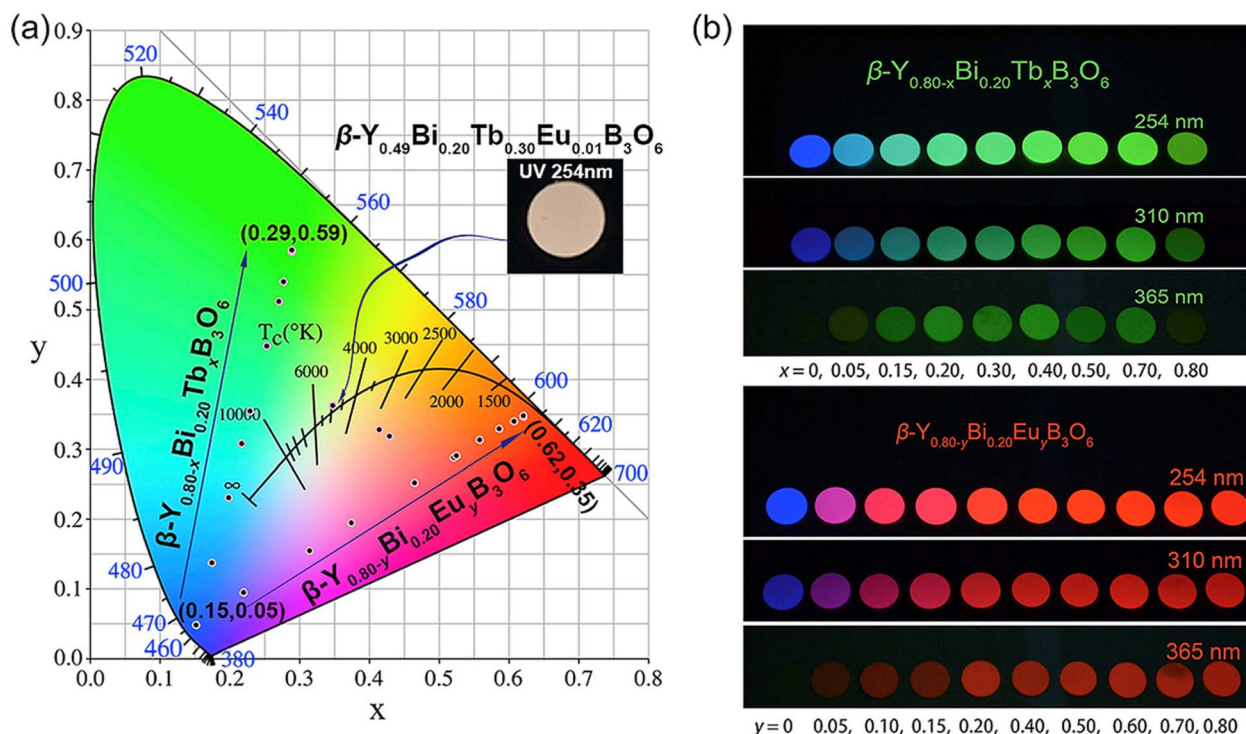 (a)
0.9
0.8
0.7
0.6
0.5
0.4
0.3
0.2
0.1
0.0
y
0.0 0.1 0.2 0.3 0.4 0.5 0.6 0.7 0.8
x
520
540
560
580
600
620
700
500
490
480
470
460
380
β-Y0.49Bi0.20Tb0.30Eu0.01B3O6
UV 254nm
(0.29,0.59)
Tc(°K)
10000
6000
4000
3000
2500
2000
1500
∞
β-Y0.80-xBi0.20TbxB3O6
(0.15,0.05)
β-Y0.80-yBi0.20EuyB3O6
(0.62,0.35)
(b)
β-Y0.80-xBi0.20TbxB3O6
254 nm
310 nm
365 nm
x = 0, 0.05, 0.15, 0.20, 0.30, 0.40, 0.50, 0.70, 0.80
β-Y0.80-yBi0.20EuyB3O6
254 nm
310 nm
365 nm
y = 0 0.05, 0.10, 0.15, 0.20, 0.40, 0.50, 0.60, 0.70, 0.80